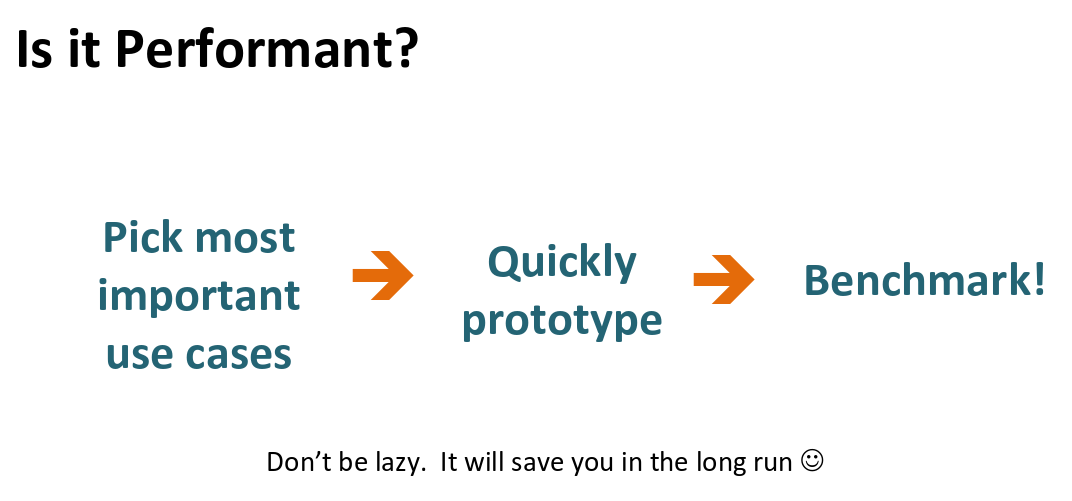 Is it Performant?
Pick most
important
use cases
Quickly
prototype
Benchmark!
Don’t be lazy.  It will save you in the long run ☺